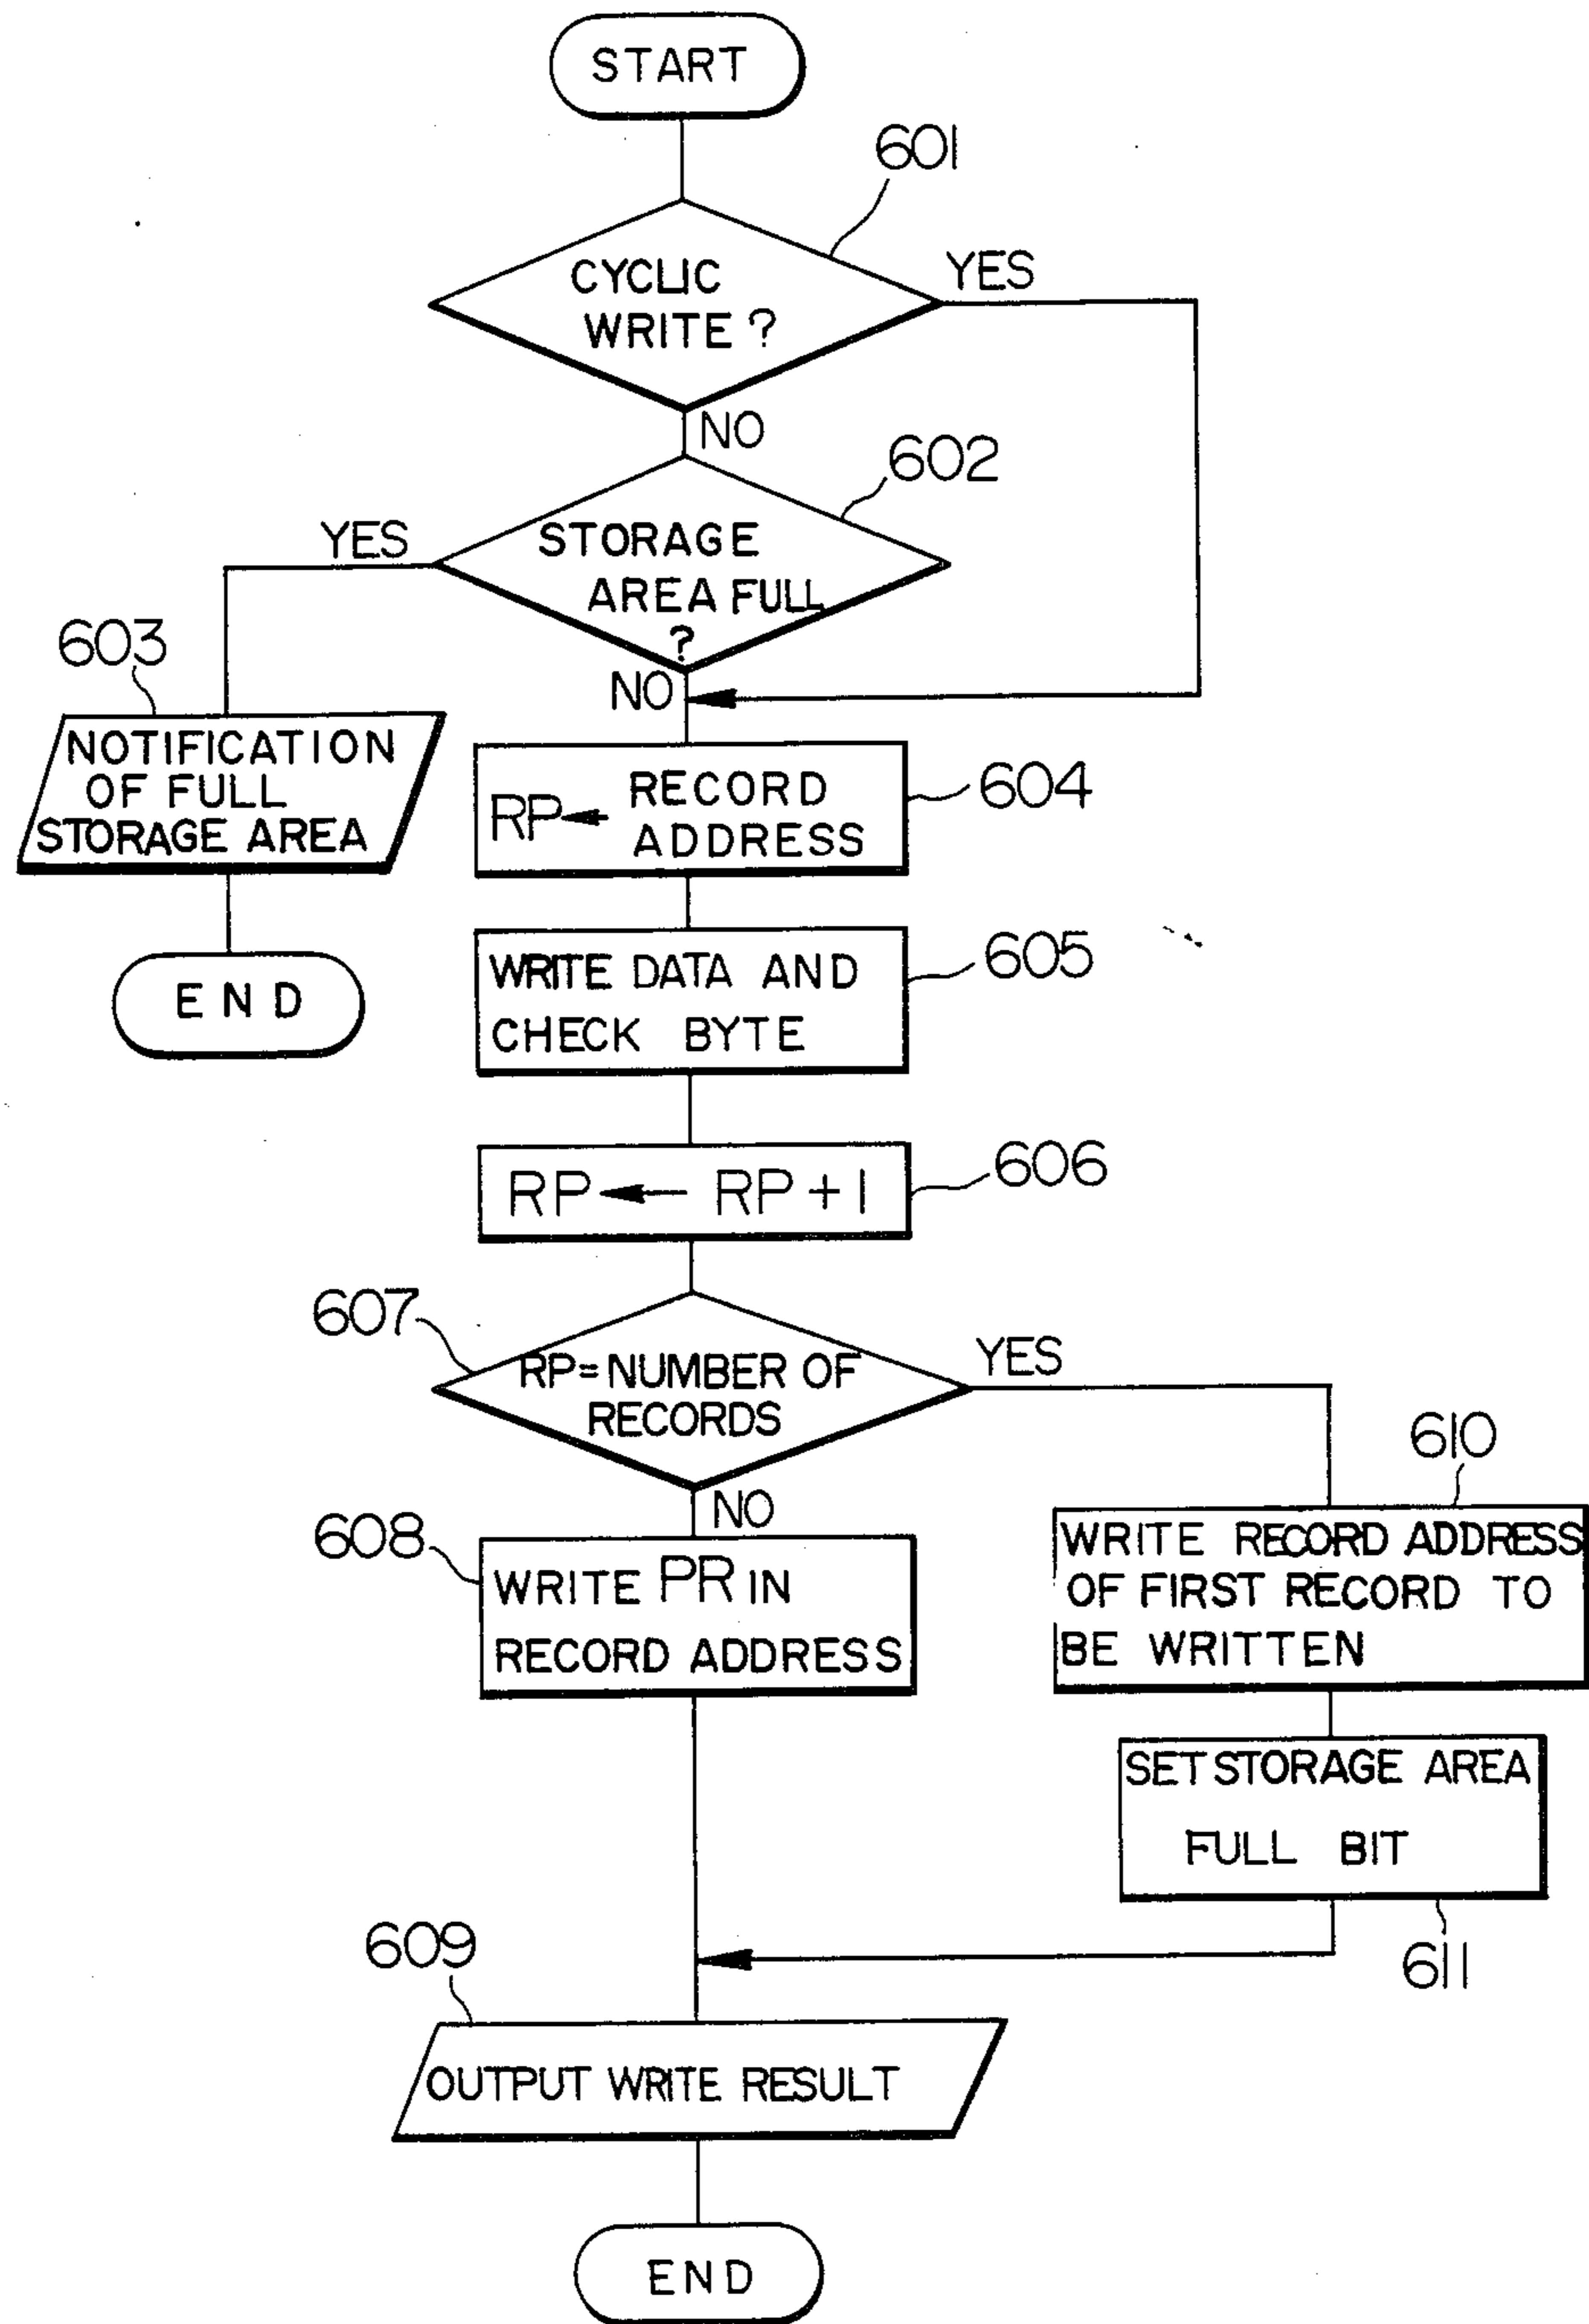 START
601
CYCLIC
WRITE ?
YES
NO
602
STORAGE
AREA FULL
?
YES
NO
603
NOTIFICATION
OF FULL
STORAGE AREA
END
RP← RECORD
ADDRESS
604
WRITE DATA AND
CHECK BYTE
605
RP ← RP + 1
606
607
RP = NUMBER OF
RECORDS
YES
NO
608
WRITE PR IN
RECORD ADDRESS
610
WRITE RECORD ADDRESS
OF FIRST RECORD TO
BE WRITTEN
SET STORAGE AREA
FULL BIT
611
609
OUTPUT WRITE RESULT
END